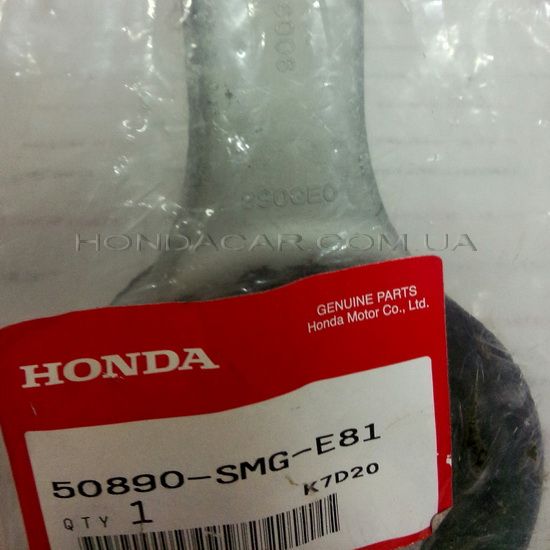 HONDACAR.COM.UA
GENUINE PARTS
Honda Motor Co., Ltd.
HONDA
50890-SMG-E81
K7D20
QTY 1